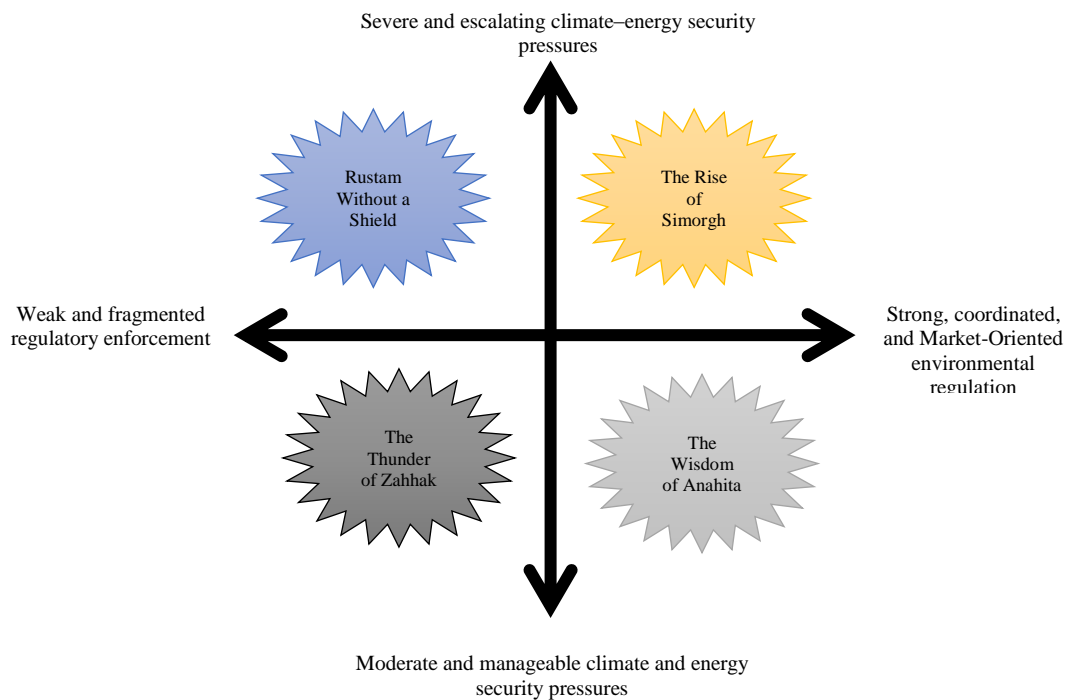 Severe and escalating climate–energy security
pressures
Rustam
Without a
Shield
The Rise
of
Simorgh
Weak and fragmented
regulatory enforcement
Strong, coordinated,
and Market-Oriented
environmental
regulation
The
Thunder
of Zahhak
The
Wisdom
of Anahita
Moderate and manageable climate and energy
security pressures